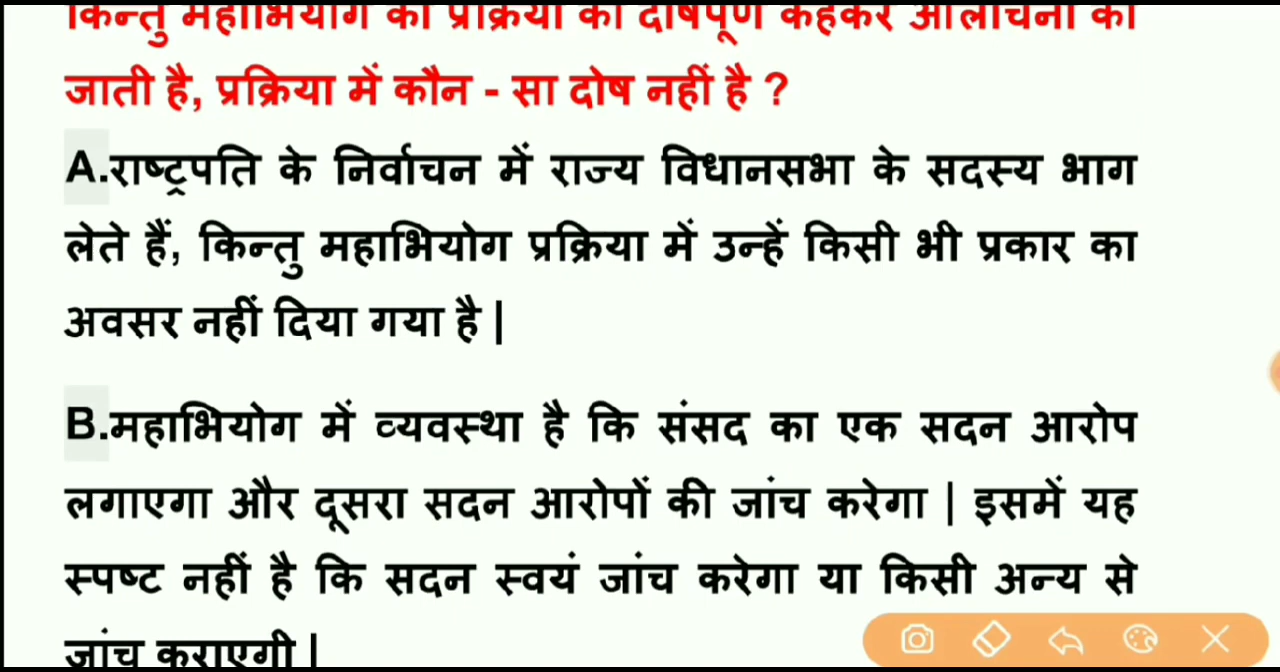 किन्तु महाभियोग की प्रक्रिया को दोषपूर्ण कहकर आलोचना की
जाती है, प्रक्रिया में कौन - सा दोष नहीं है ?
A.राष्ट्रपति के निर्वाचन में राज्य विधानसभा के सदस्य भाग
लेते हैं, किन्तु महाभियोग प्रक्रिया में उन्हें किसी भी प्रकार का
अवसर नहीं दिया गया है |
B.महाभियोग में व्यवस्था है कि संसद का एक सदन आरोप
लगाएगा और दूसरा सदन आरोपों की जांच करेगा | इसमें यह
स्पष्ट नहीं है कि सदन स्वयं जांच करेगा या किसी अन्य से
जांच कराएगी |